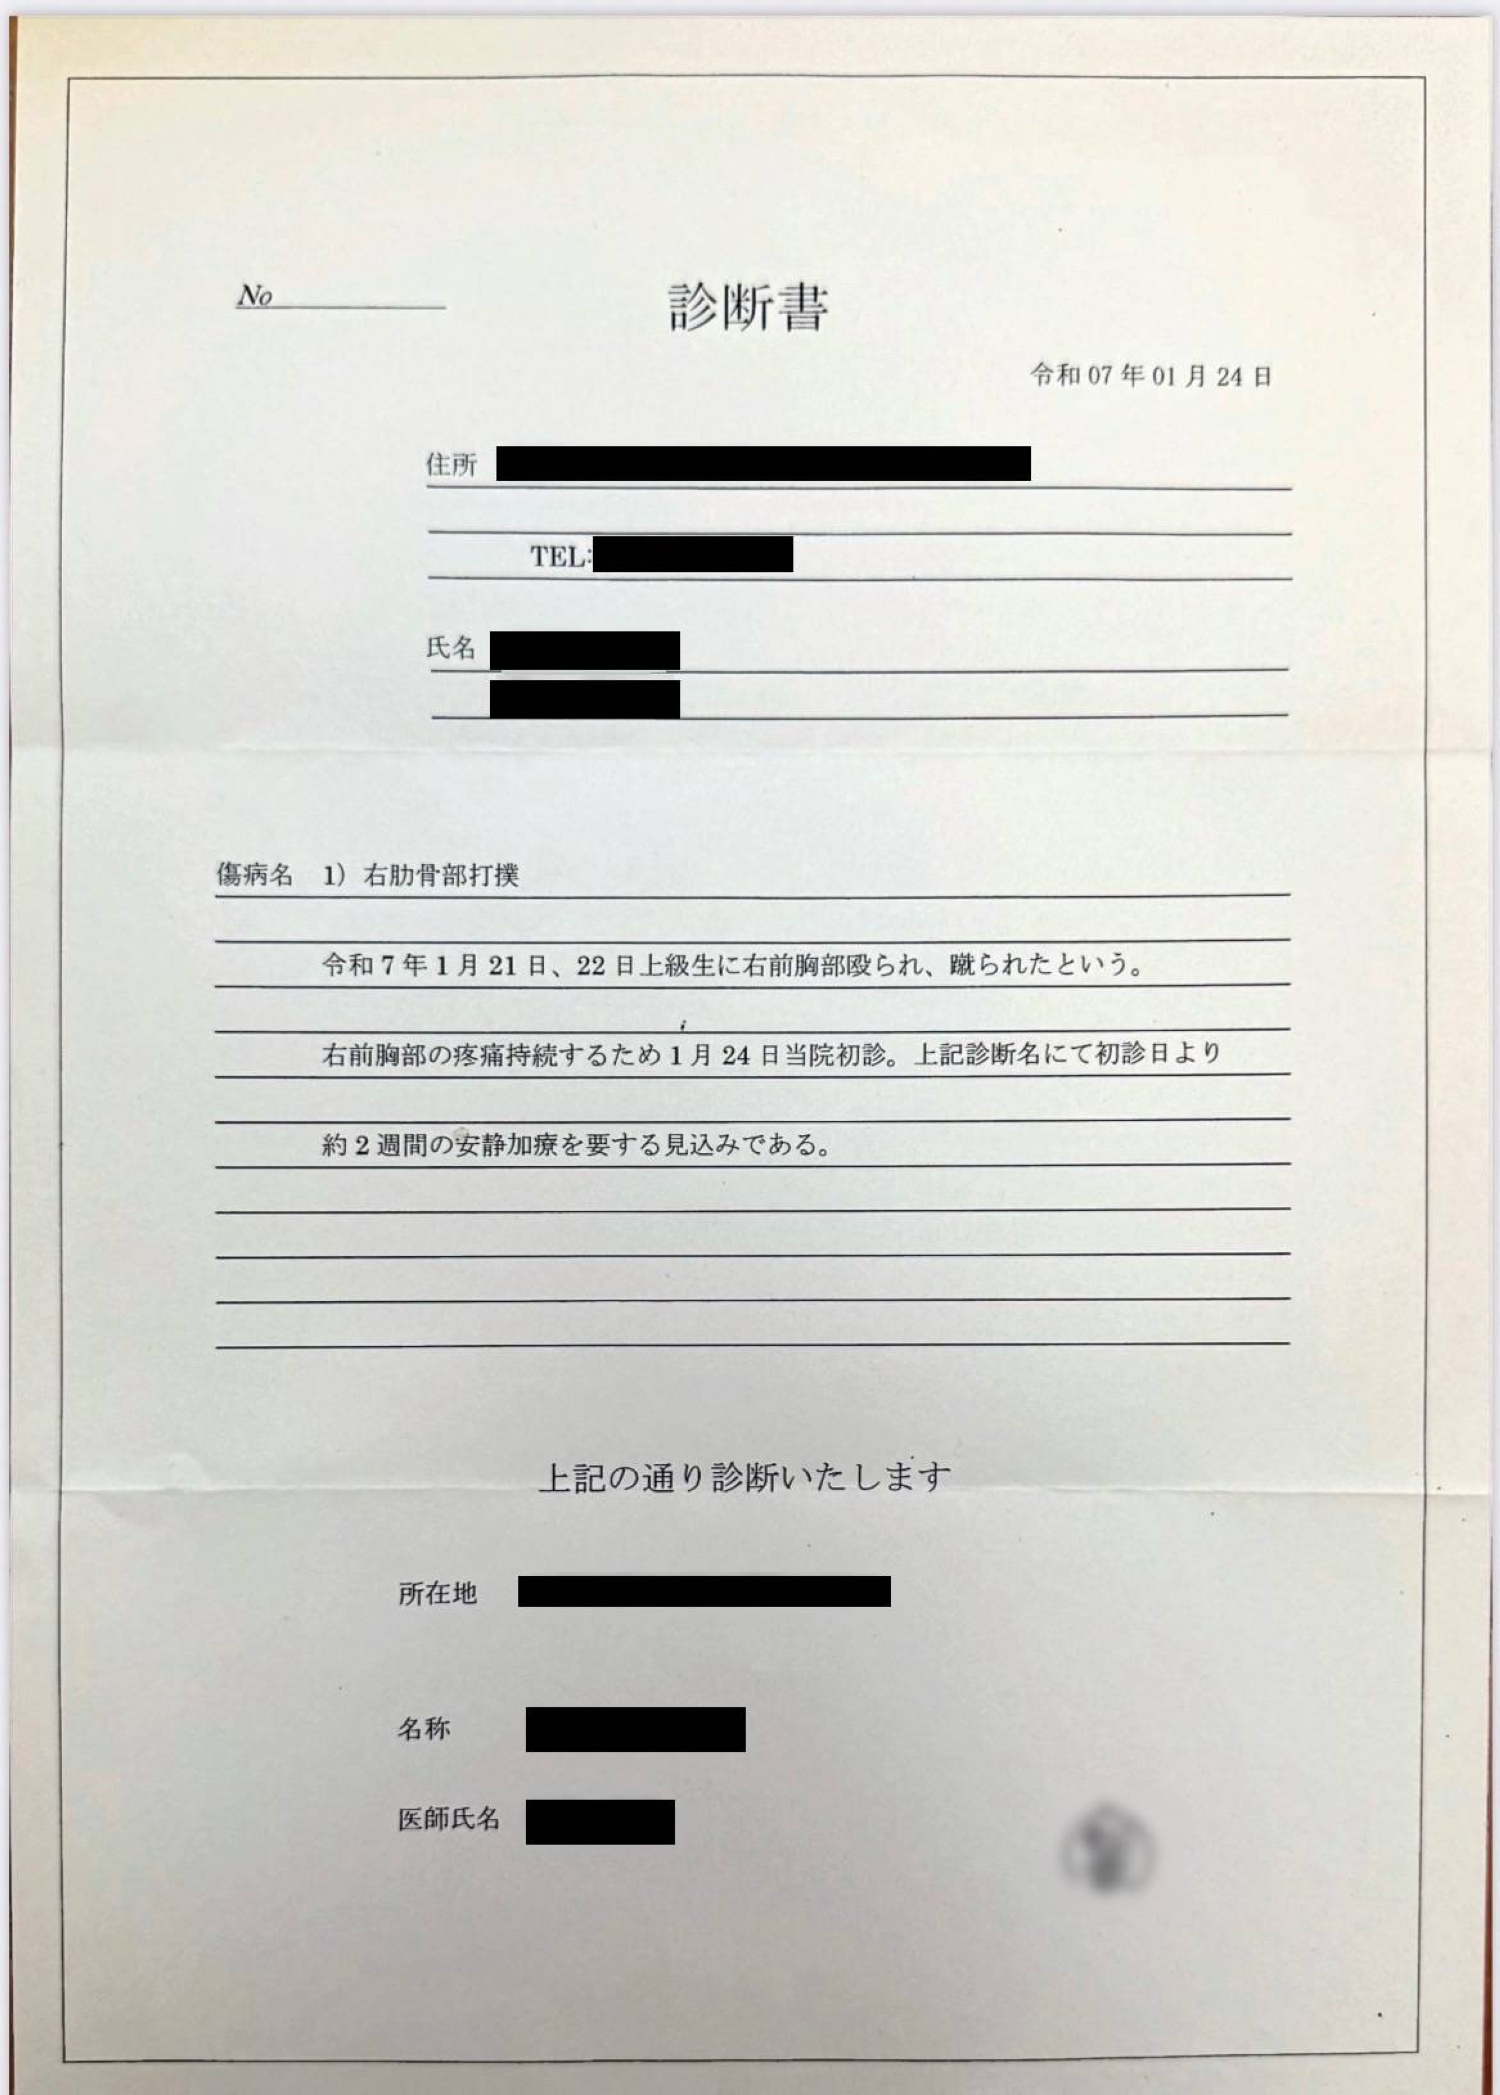 No
診断書
令和 07 年 01 月 24 日
住所
TEL:
氏名
傷病名 1）右肋骨部打撲
令和 7 年 1 月 21 日、22 日上級生に右前胸部殴られ、蹴られたという。
右前胸部の疼痛持続するため 1 月 24 日当院初診。上記診断名にて初診日より
約 2 週間の安静加療を要する見込みである。
上記の通り診断いたします
所在地
名称
医師氏名